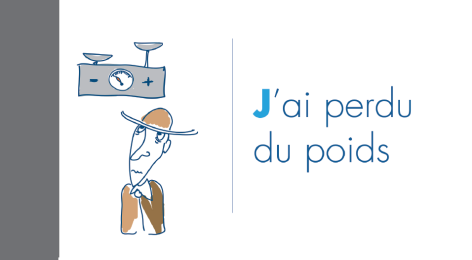 - +
J'ai perdu
du poids